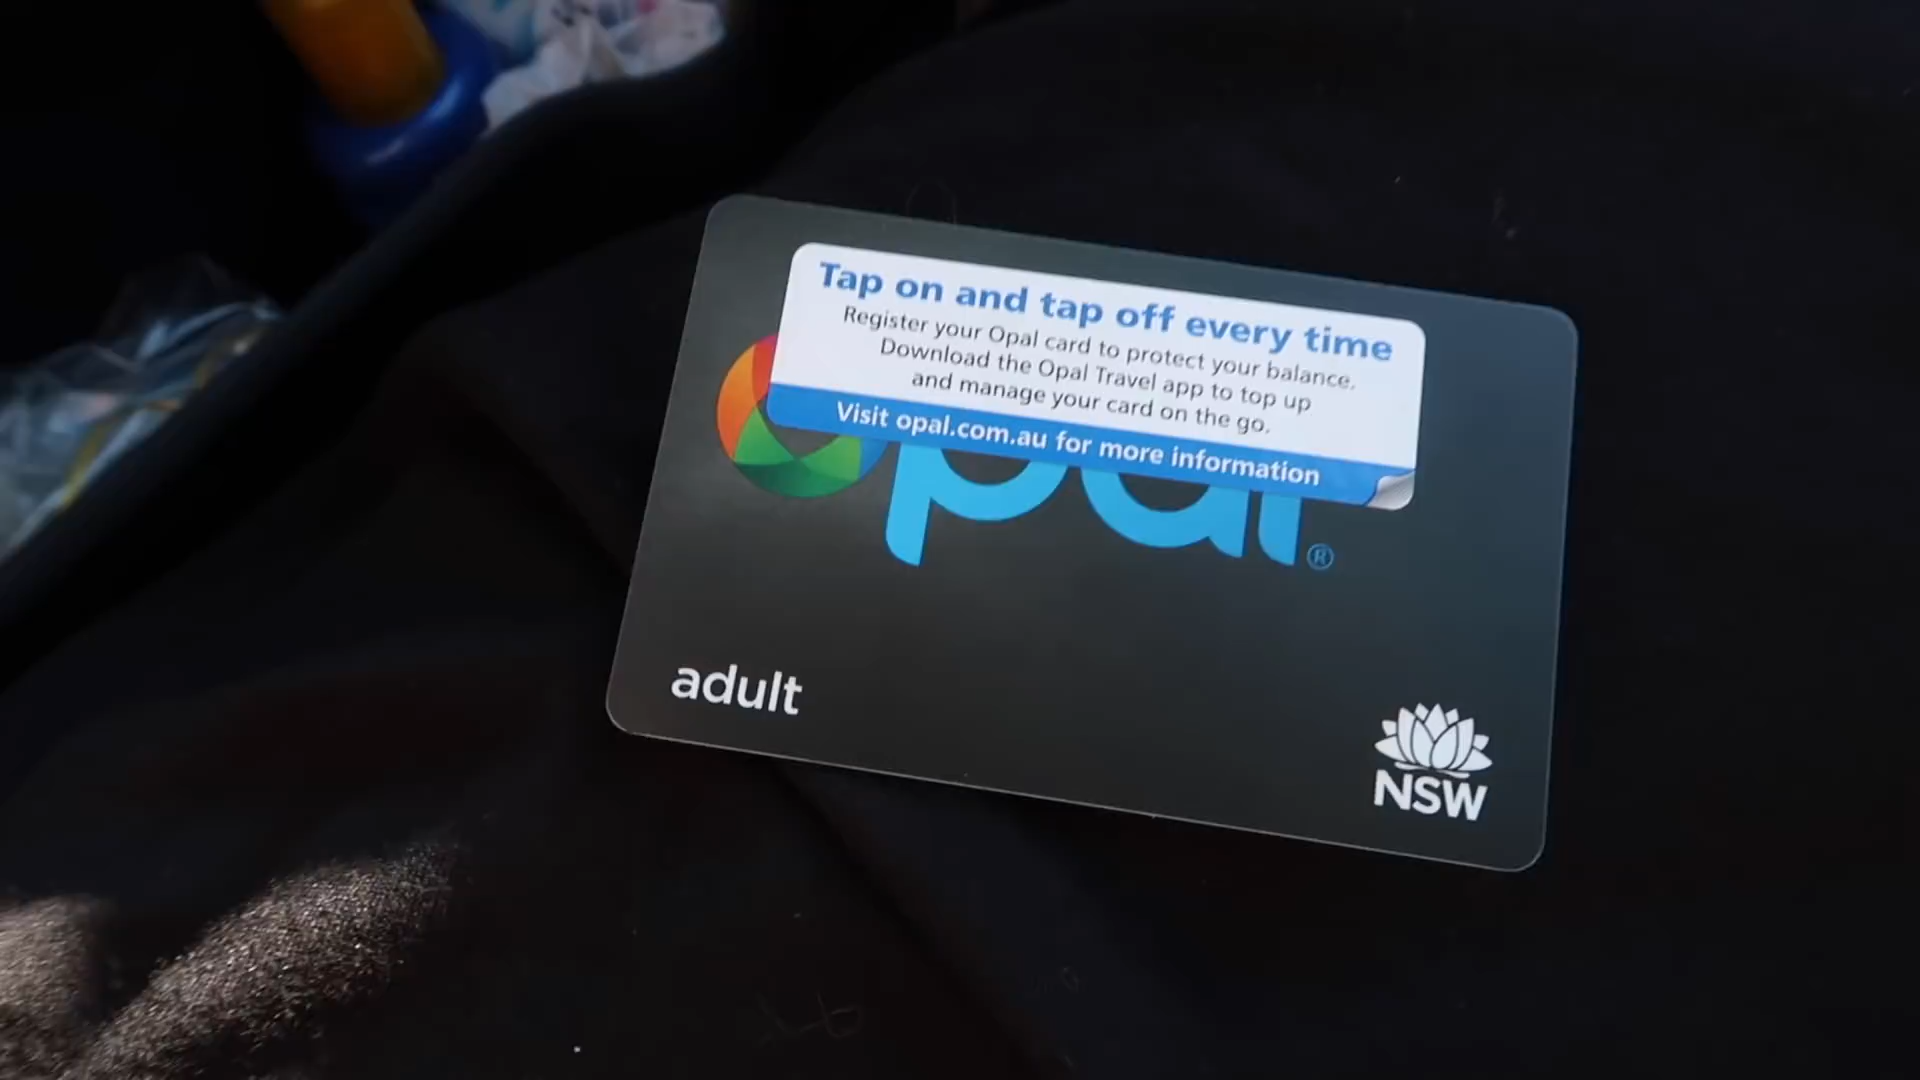 Tap on and tap off every time
Register your Opal card to protect your balance.
Download the Opal Travel app to top up
and manage your card on the go.
Visit opal.com.au for more information
opal®
adult
NSW